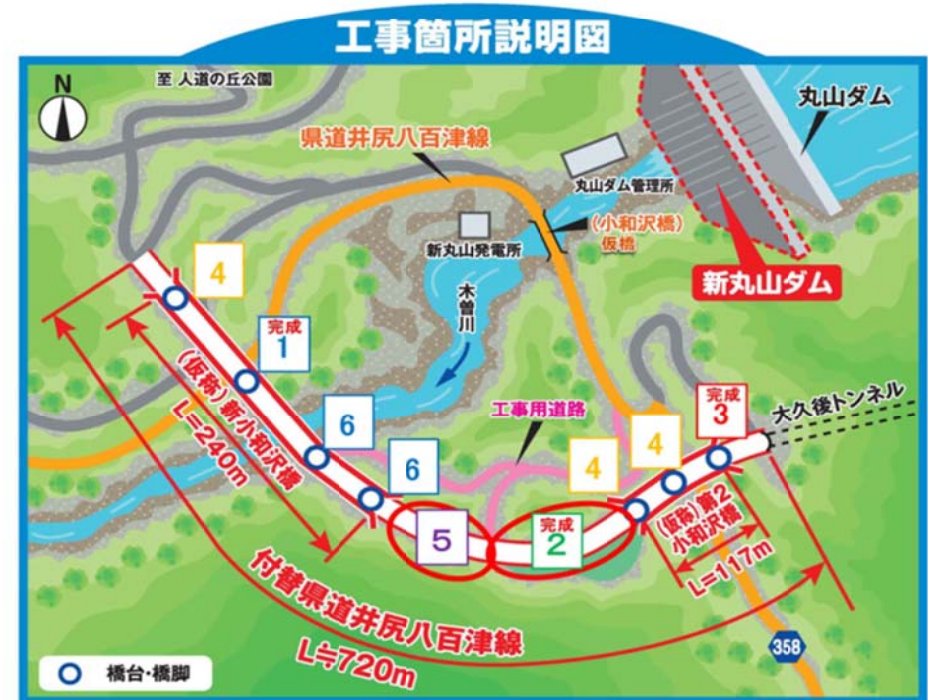 工事箇所説明図
N
至 人道の丘公園
丸山ダム
県道井尻八百津線
丸山ダム管理所
(小和沢橋)
仮橋
新丸山発電所
新丸山ダム
木曽川
4
完成
1
(仮称)新小和沢橋
L=240m
6
6
工事用道路
4
4
完成
3
大久後トンネル
5
完成
2
(仮称)第2
小和沢橋
L=117m
付替県道井尻八百津線
L≒720m
358
橋台・橋脚